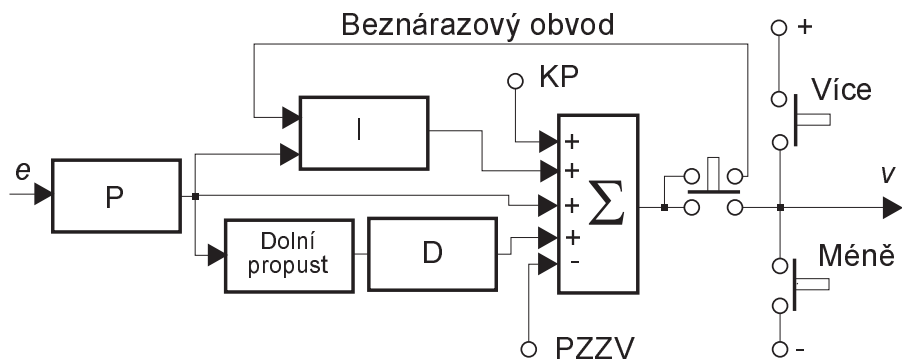 Beznárazový obvod
+
KP
Více
I
e
P
+
+
+
+
-
Σ
v
Dolní
propust
D
Méně
PZZV
-